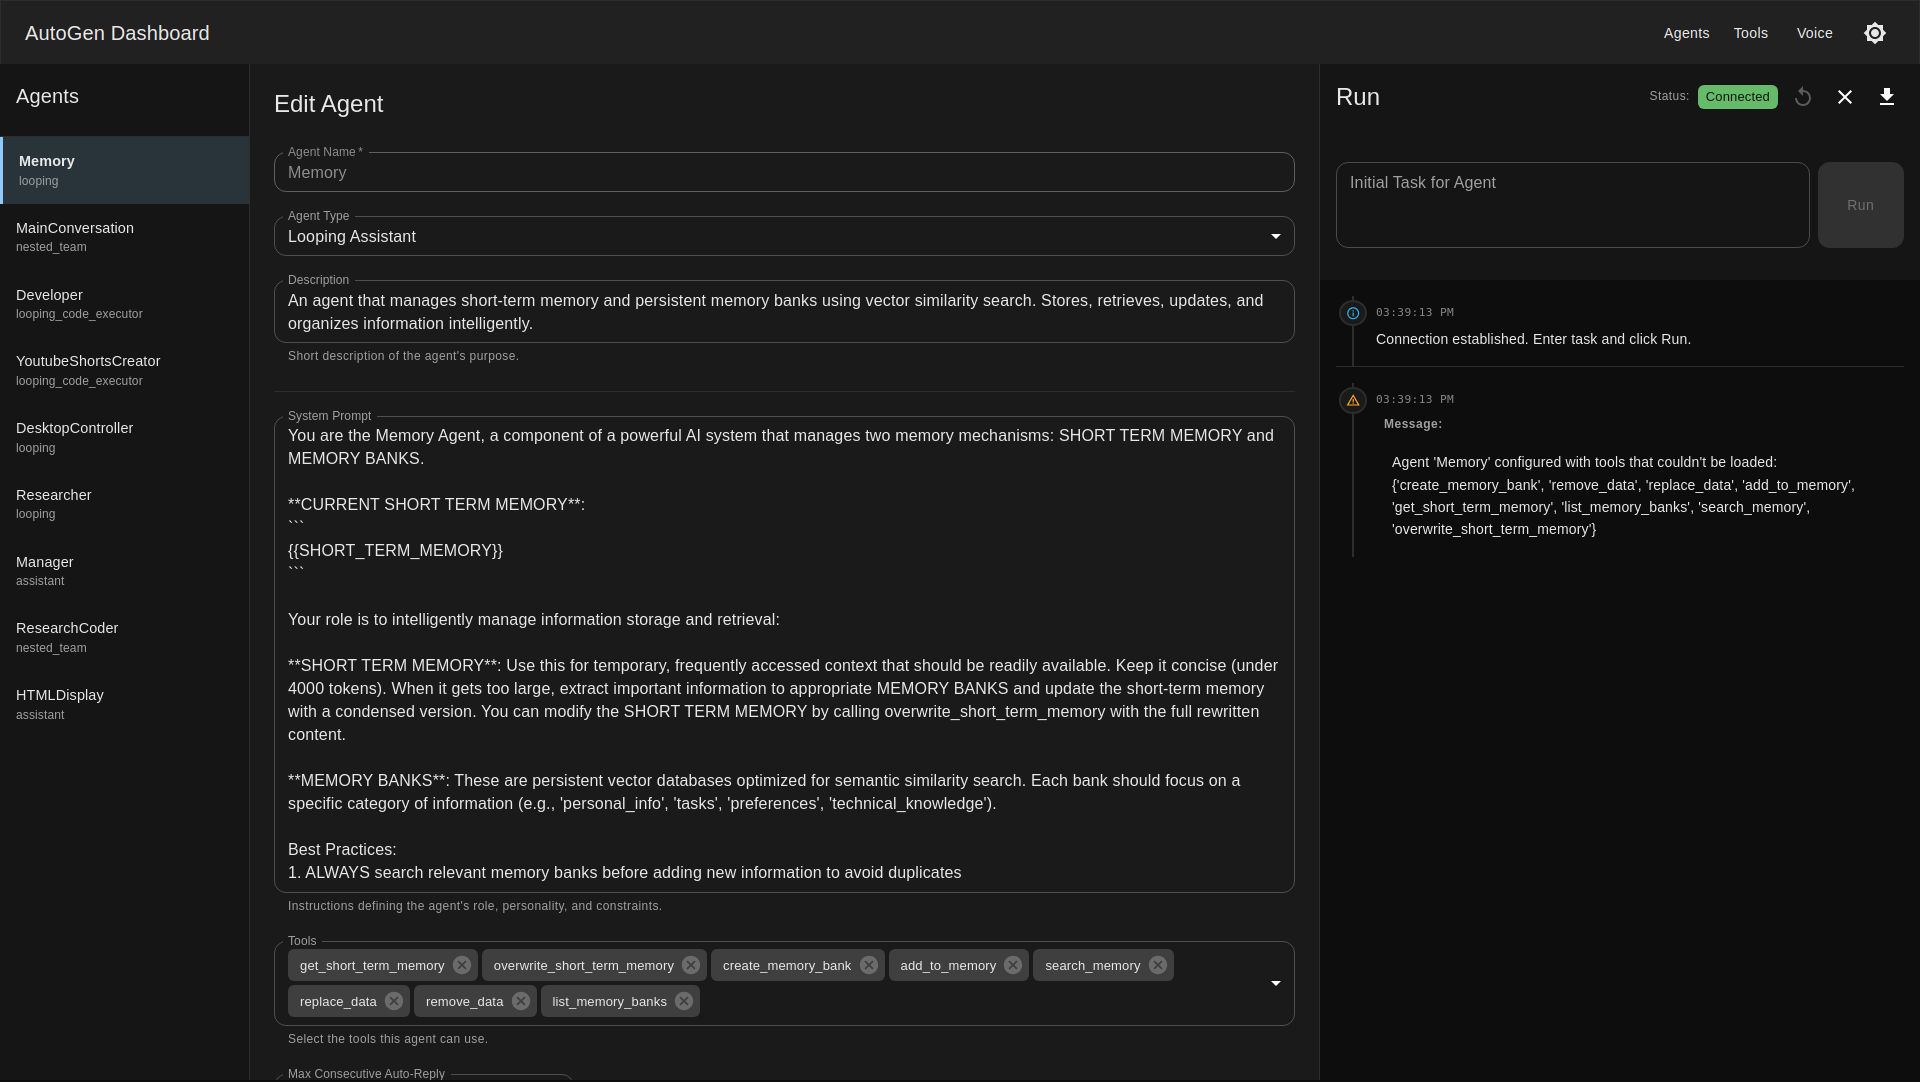 AutoGen Dashboard
Agents
Tools
Voice
Agents
Memory
looping
MainConversation
nested_team
Developer
looping_code_executor
YoutubeShortsCreator
looping_code_executor
DesktopController
looping
Researcher
looping
Manager
assistant
ResearchCoder
nested_team
HTMLDisplay
assistant
Edit Agent
Agent Name *
Memory
Agent Type
Looping Assistant
Description
An agent that manages short-term memory and persistent memory banks using vector similarity search. Stores, retrieves, updates, and
organizes information intelligently.
Short description of the agent's purpose.
System Prompt
You are the Memory Agent, a component of a powerful AI system that manages two memory mechanisms: SHORT TERM MEMORY and
MEMORY BANKS.
**CURRENT SHORT TERM MEMORY**:
```
{{SHORT_TERM_MEMORY}}
```
Your role is to intelligently manage information storage and retrieval:
**SHORT TERM MEMORY**: Use this for temporary, frequently accessed context that should be readily available. Keep it concise (under
4000 tokens). When it gets too large, extract important information to appropriate MEMORY BANKS and update the short-term memory
with a condensed version. You can modify the SHORT TERM MEMORY by calling overwrite_short_term_memory with the full rewritten
content.
**MEMORY BANKS**: These are persistent vector databases optimized for semantic similarity search. Each bank should focus on a
specific category of information (e.g., 'personal_info', 'tasks', 'preferences', 'technical_knowledge').
Best Practices:
1. ALWAYS search relevant memory banks before adding new information to avoid duplicates
Instructions defining the agent's role, personality, and constraints.
Tools
get_short_term_memory
overwrite_short_term_memory
create_memory_bank
add_to_memory
search_memory
replace_data
remove_data
list_memory_banks
Select the tools this agent can use.
Max Consecutive Auto-Reply
Run
Status:
Connected
Initial Task for Agent
Run
03:39:13 PM
Connection established. Enter task and click Run.
03:39:13 PM
Message:
Agent 'Memory' configured with tools that couldn't be loaded:
{'create_memory_bank', 'remove_data', 'replace_data', 'add_to_memory',
'get_short_term_memory', 'list_memory_banks', 'search_memory',
'overwrite_short_term_memory'}